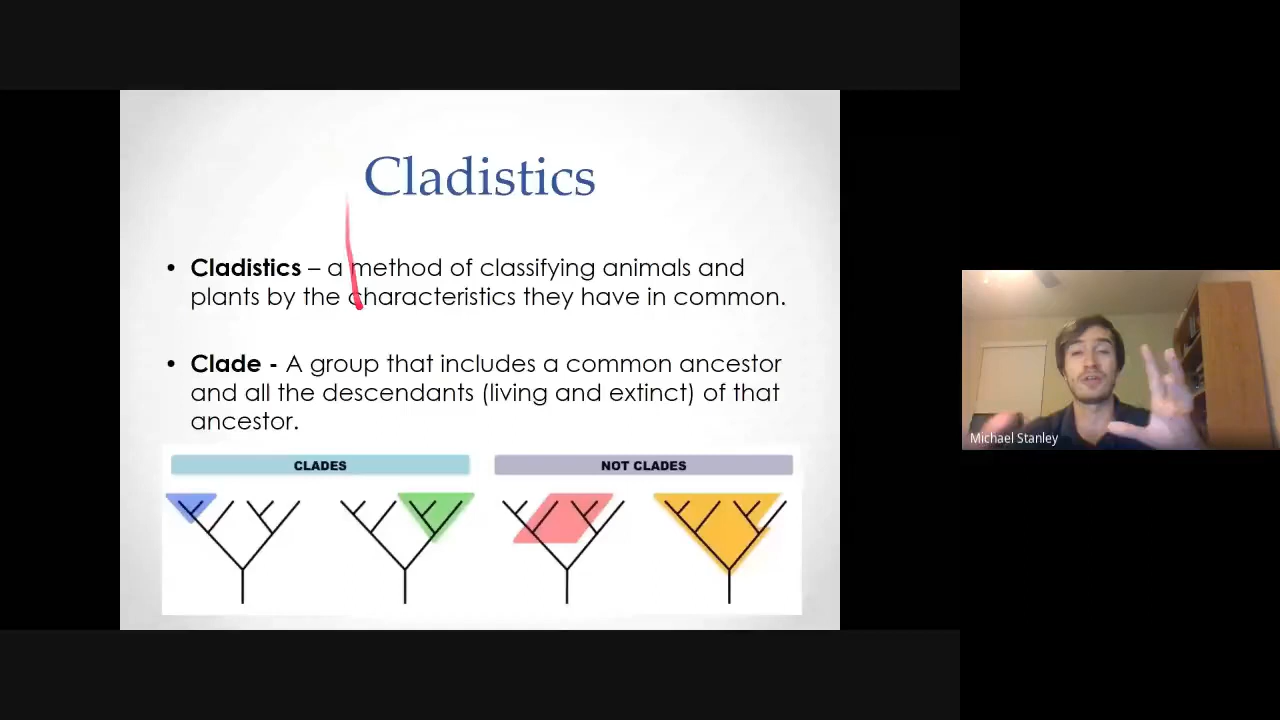 Cladistics
• Cladistics – a method of classifying animals and
plants by the characteristics they have in common.
• Clade - A group that includes a common ancestor
and all the descendants (living and extinct) of that
ancestor.
CLADES
NOT CLADES
Michael Stanley